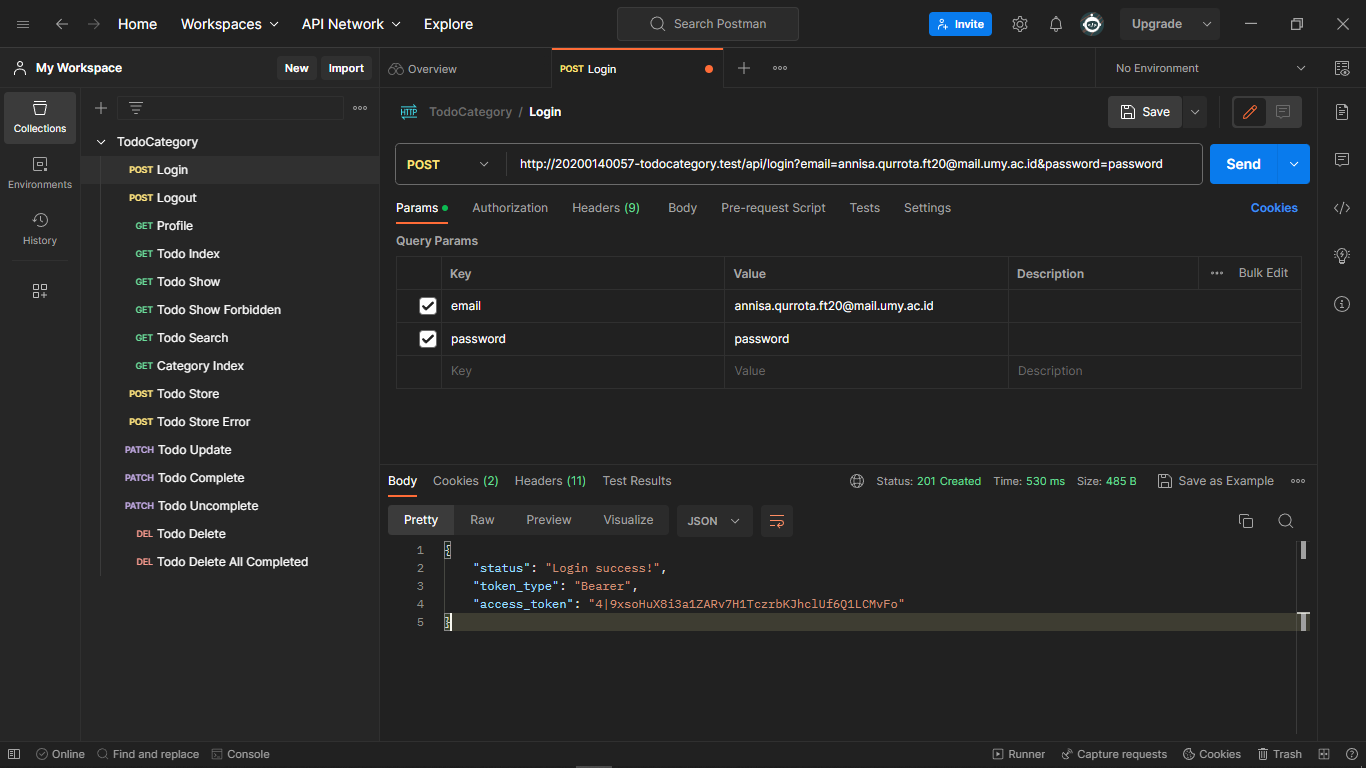 Home Workspaces API Network Explore Search Postman Invite Upgrade
My Workspace New Import Overview POST Login No Environment
Collections
Environments
History
TodoCategory
POST Login
POST Logout
GET Profile
GET Todo Index
GET Todo Show
GET Todo Show Forbidden
GET Todo Search
GET Category Index
POST Todo Store
POST Todo Store Error
PATCH Todo Update
PATCH Todo Complete
PATCH Todo Uncomplete
DEL Todo Delete
DEL Todo Delete All Completed
HTTP TodoCategory / Login Save
POST http://20200140057-todocategory.test/api/login?email=annisa.qurrota.ft20@mail.umy.ac.id&password=password Send
Params Authorization Headers (9) Body Pre-request Script Tests Settings Cookies
Query Params
Key Value Description Bulk Edit
email annisa.qurrota.ft20@mail.umy.ac.id
password password
Key Value Description
Body Cookies (2) Headers (11) Test Results Status: 201 Created Time: 530 ms Size: 485 B Save as Example
Pretty Raw Preview Visualize JSON
1 {
2 "status": "Login success!",
3 "token_type": "Bearer",
4 "access_token": "4|9xsoHuX8i3a1ZARv7H1TczrbKJhclUf6Q1LCMvFo"
5 }
Online Find and replace Console Runner Capture requests Cookies Trash